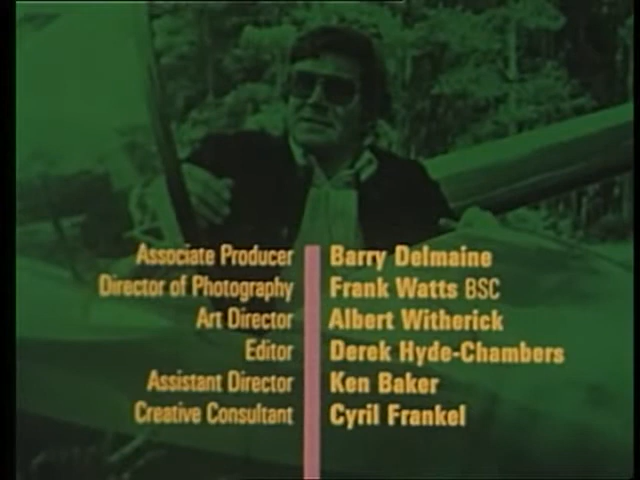 Associate Producer Barry Delmaine
Director of Photography Frank Watts BSC
Art Director Albert Witherick
Editor Derek Hyde-Chambers
Assistant Director Ken Baker
Creative Consultant Cyril Frankel